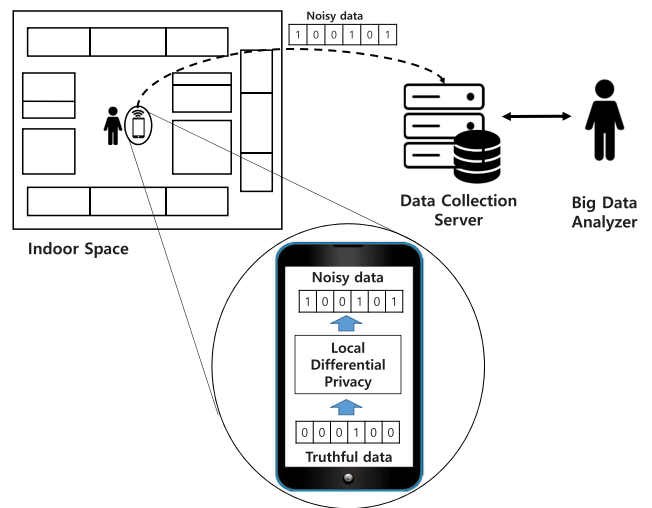 Noisy data
1 0 0 1 0 1
Data Collection
Server
Big Data
Analyzer
Indoor Space
Noisy data
1 0 0 1 0 1
Local
Differential
Privacy
0 0 0 1 0 0
Truthful data